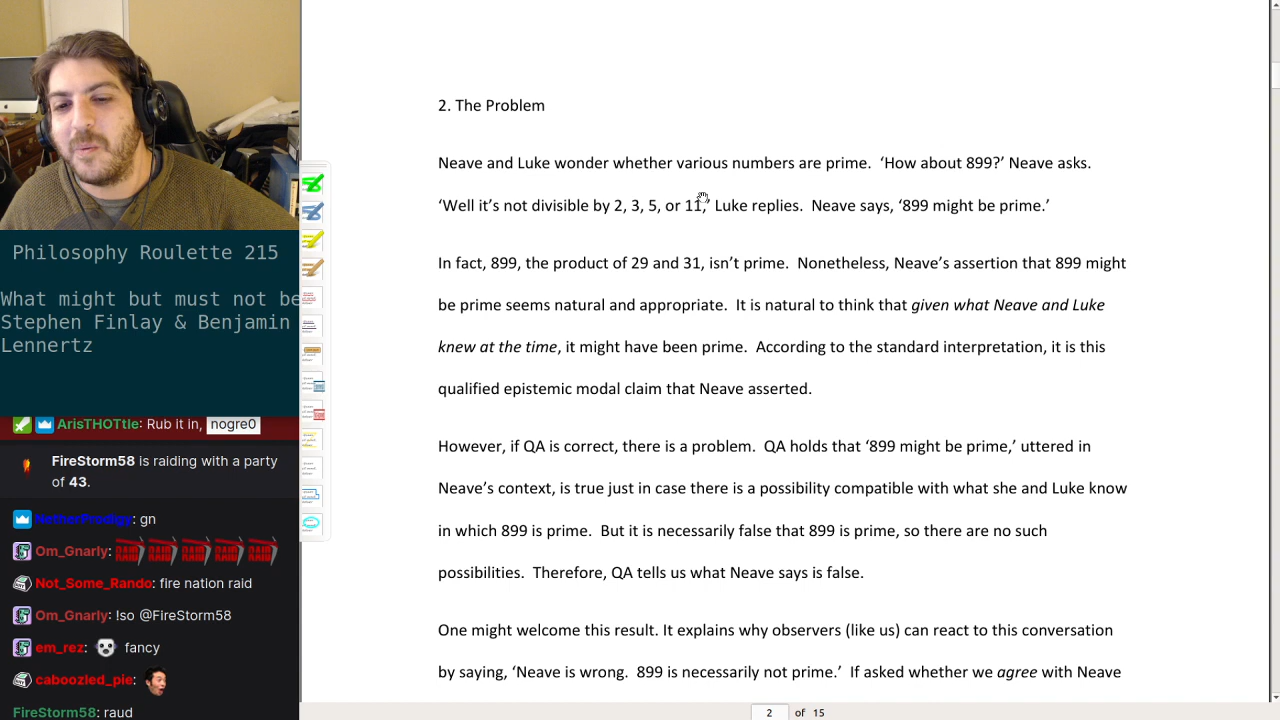 Philosophy Roulette 215
What might but must not be
Stephen Finlay & Benjamin
Lennertz
ArisTHOTtle: Rub it in, nogre0
FireStorm58 is raiding with a party
of 43.
NetherProdigy: gn
Om_Gnarly: RAID RAID RAID RAID RAID
Not_Some_Rando: fire nation raid
Om_Gnarly: !so @FireStorm58
em_rez: fancy
caboozled_pie:
FireStorm58: raud
2. The Problem
Neave and Luke wonder whether various numbers are prime. ‘How about 899?’ Neave asks.
‘Well it’s not divisible by 2, 3, 5, or 11,’ Luke replies. Neave says, ‘899 might be prime.’
In fact, 899, the product of 29 and 31, isn’t prime. Nonetheless, Neave’s assertion that 899 might
be prime seems natural and appropriate. It is natural to think that given what Neave and Luke
knew at the time, it might have been prime. According to the standard interpretation, it is this
qualified epistemic modal claim that Neave asserted.
However, if QA is correct, there is a problem. QA holds that ‘899 might be prime,’ uttered in
Neave’s context, is true just in case there is a possibility compatible with what she and Luke know
in which 899 is prime. But it is necessarily false that 899 is prime, so there are no such
possibilities. Therefore, QA tells us what Neave says is false.
One might welcome this result. It explains why observers (like us) can react to this conversation
by saying, ‘Neave is wrong. 899 is necessarily not prime.’ If asked whether we agree with Neave
2 of 15